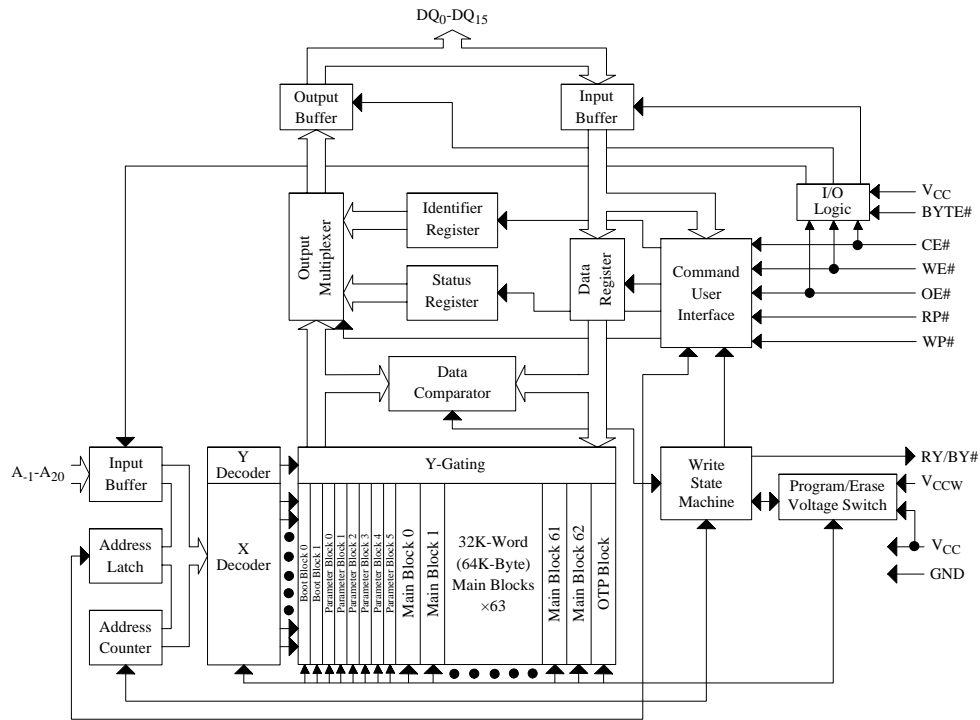 DQ0-DQ15
Output
Buffer
Input
Buffer
I/O
Logic
VCC
BYTE#
Output
Multiplexer
Identifier
Register
Status
Register
Data
Register
Command
User
Interface
CE#
WE#
OE#
RP#
WP#
Data
Comparator
A-1-A20
Input
Buffer
Y
Decoder
Y-Gating
Write
State
Machine
RY/BY#
Program/Erase
Voltage Switch
VCCW
VCC
GND
Address
Latch
X
Decoder
Address
Counter
Boot Block 0
Boot Block 1
Parameter Block 0
Parameter Block 1
Parameter Block 2
Parameter Block 3
Parameter Block 4
Parameter Block 5
Main Block 0
Main Block 1
32K-Word
(64K-Byte)
Main Blocks
×63
Main Block 61
Main Block 62
OTP Block